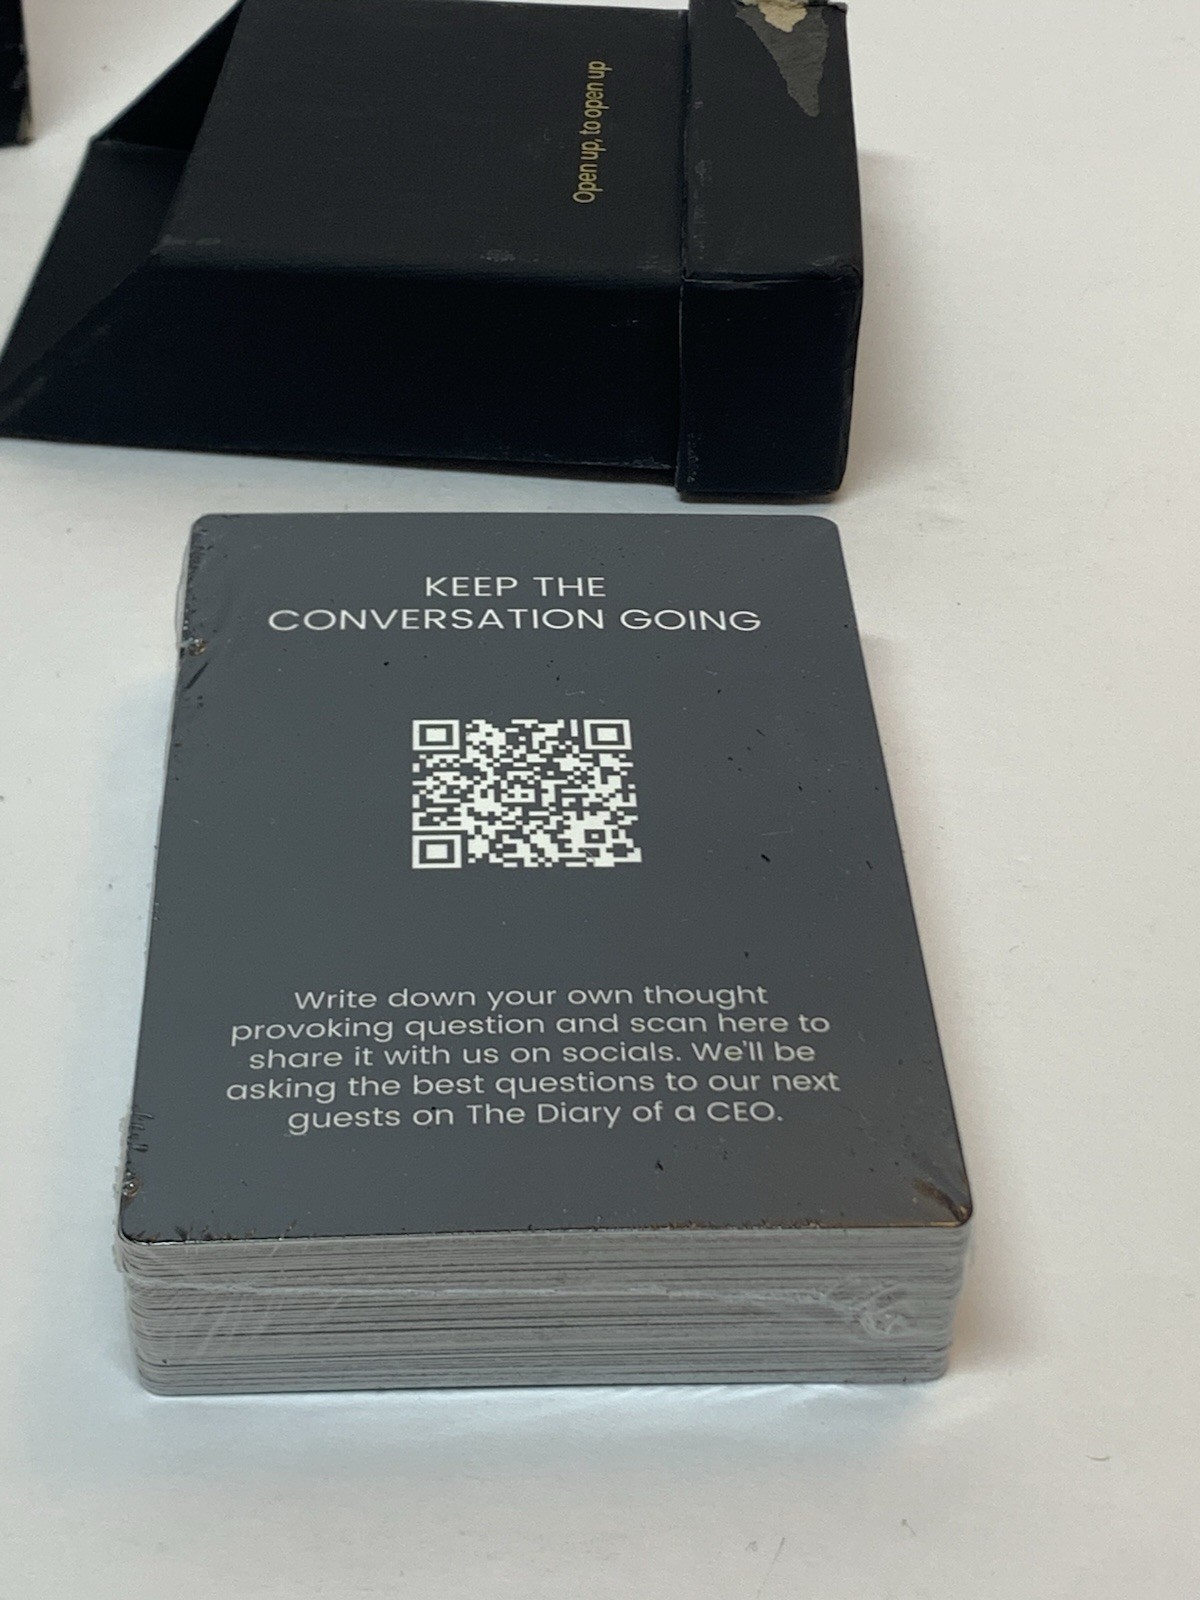 Open up, to open up
KEEP THE
CONVERSATION GOING
Write down your own thought
provoking question and scan here to
share it with us on socials. We'll be
asking the best questions to our next
guests on The Diary of a CEO.